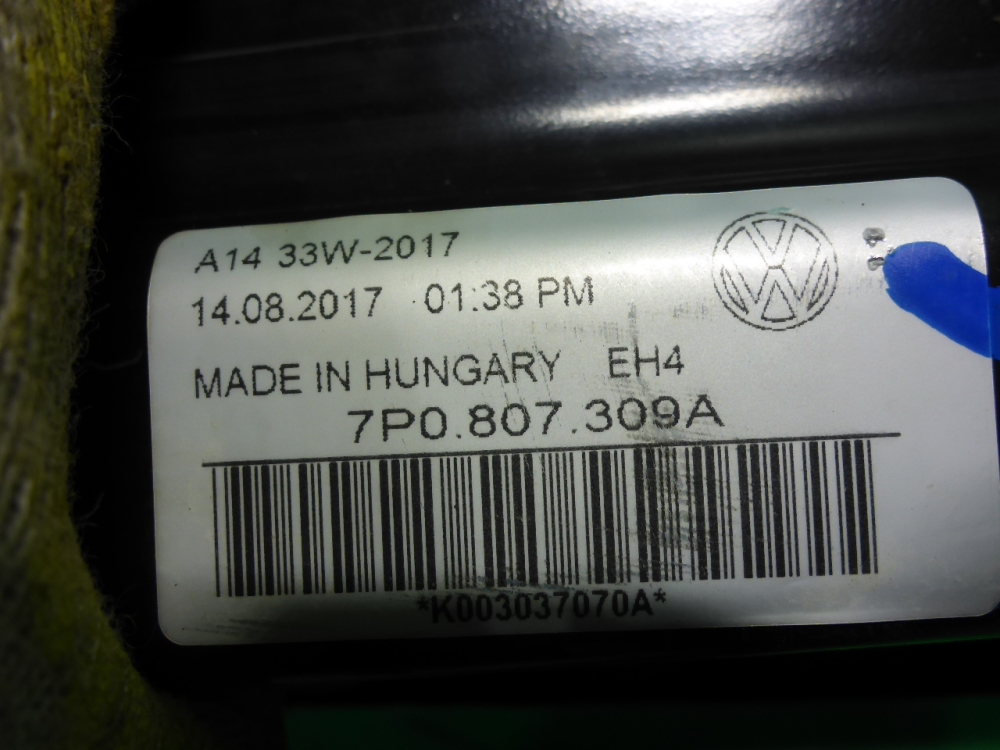 A14 33W-2017
14.08.2017 01:38 PM
MADE IN HUNGARY EH4
7P0.807.309A
*K003037070A*